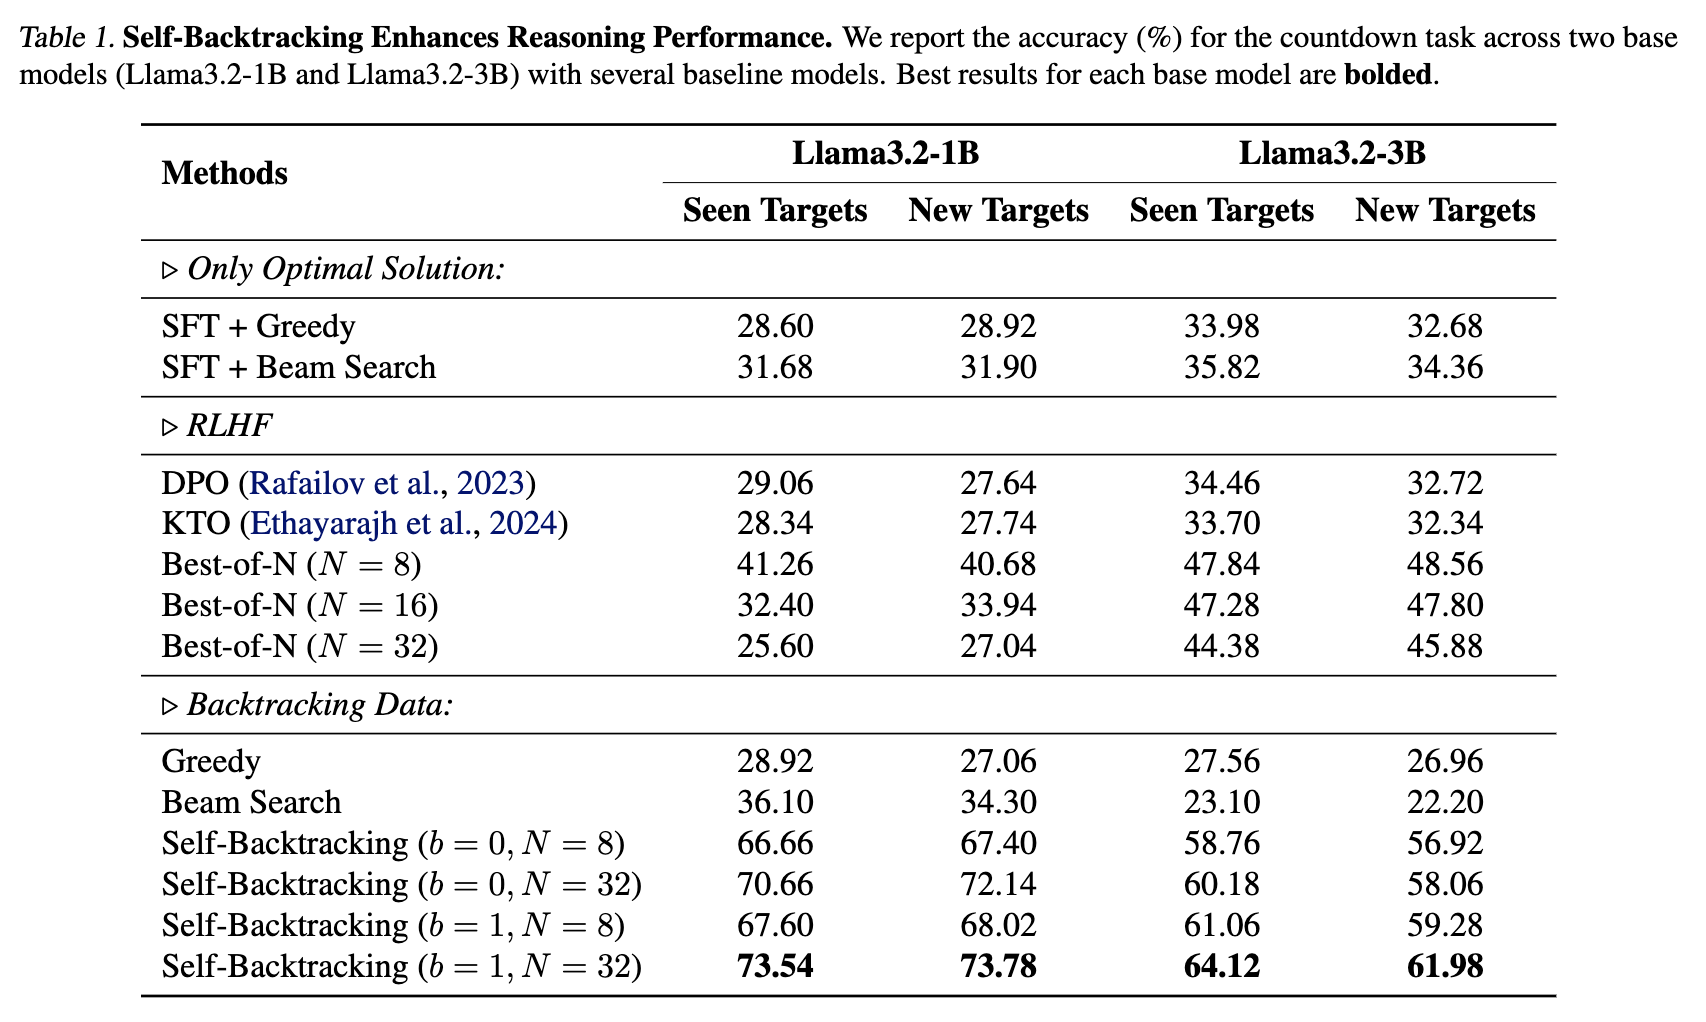 Table 1. Self-Backtracking Enhances Reasoning Performance. We report the accuracy (%) for the countdown task across two base
models (Llama3.2-1B and Llama3.2-3B) with several baseline models. Best results for each base model are bolded.
Methods Llama3.2-1B Llama3.2-3B
Seen Targets New Targets Seen Targets New Targets
▷ Only Optimal Solution:
SFT + Greedy 28.60 28.92 33.98 32.68
SFT + Beam Search 31.68 31.90 35.82 34.36
▷ RLHF
DPO (Rafailov et al., 2023) 29.06 27.64 34.46 32.72
KTO (Ethayarajh et al., 2024) 28.34 27.74 33.70 32.34
Best-of-N (N = 8) 41.26 40.68 47.84 48.56
Best-of-N (N = 16) 32.40 33.94 47.28 47.80
Best-of-N (N = 32) 25.60 27.04 44.38 45.88
▷ Backtracking Data:
Greedy 28.92 27.06 27.56 26.96
Beam Search 36.10 34.30 23.10 22.20
Self-Backtracking (b = 0, N = 8) 66.66 67.40 58.76 56.92
Self-Backtracking (b = 0, N = 32) 70.66 72.14 60.18 58.06
Self-Backtracking (b = 1, N = 8) 67.60 68.02 61.06 59.28
Self-Backtracking (b = 1, N = 32) 73.54 73.78 64.12 61.98